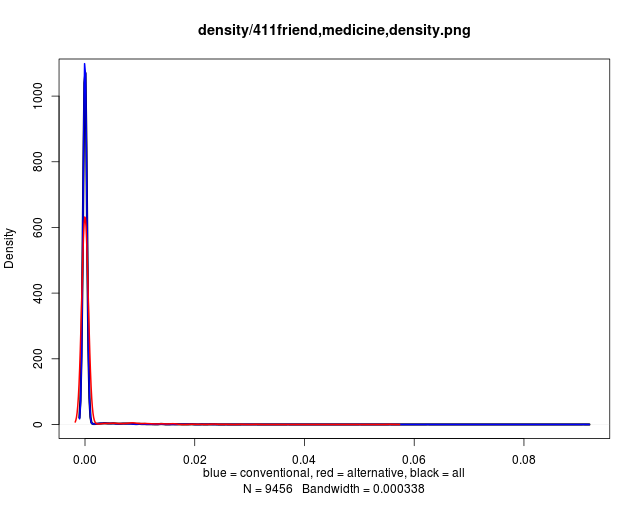 density/411friend,medicine,density.png
Density
0
200
400
600
800
1000
0.00 0.02 0.04 0.06 0.08
blue = conventional, red = alternative, black = all
N = 9456 Bandwidth = 0.000338